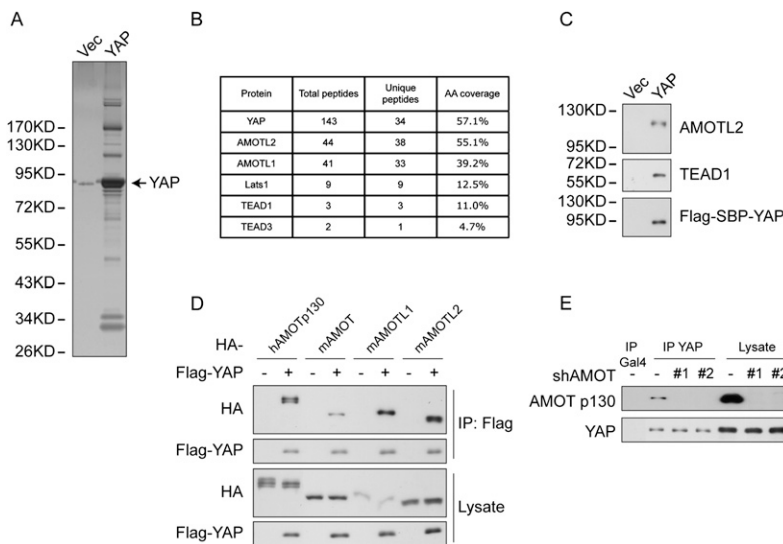 A
Vec
YAP
170KD
130KD
95KD
72KD
55KD
43KD
34KD
26KD
YAP
B
Protein Total peptides Unique peptides AA coverage
YAP 143 34 57.1%
AMOTL2 44 38 55.1%
AMOTL1 41 33 39.2%
Lats1 9 9 12.5%
TEAD1 3 3 11.0%
TEAD3 2 1 4.7%
C
Vec
YAP
130KD
95KD
AMOTL2
72KD
55KD
TEAD1
130KD
95KD
Flag-SBP-YAP
D
HA- hAMOTp130 mAMOT mAMOTL1 mAMOTL2
Flag-YAP - + - + - + - +
HA
IP: Flag
Flag-YAP
HA
Lysate
Flag-YAP
E
IP Gal4 IP YAP Lysate
shAMOT - - #1 #2 - #1 #2
AMOT p130
YAP